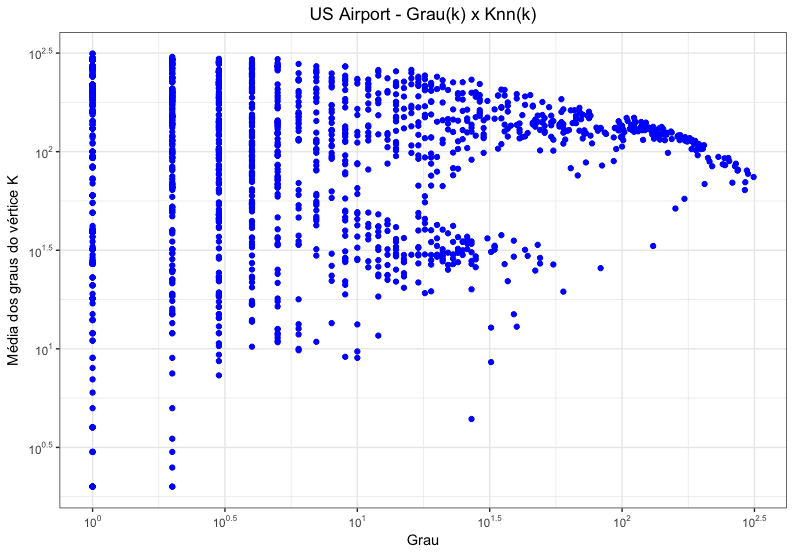 US Airport - Grau(k) x Knn(k)
Média dos graus do vértice K
10^2.5
10^2
10^1.5
10^1
10^0.5
10^0 10^0.5 10^1 10^1.5 10^2 10^2.5
Grau